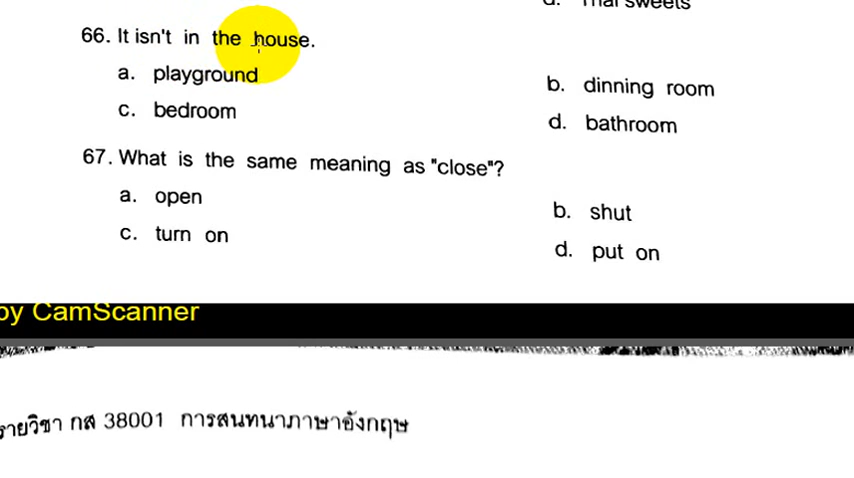 d. Thai sweets
66. It isn't in the house.
a. playground
b. dinning room
c. bedroom
d. bathroom
67. What is the same meaning as "close"?
a. open
b. shut
c. turn on
d. put on
by CamScanner
รายวิชา กส 38001 การสนทนาภาษาอังกฤษ